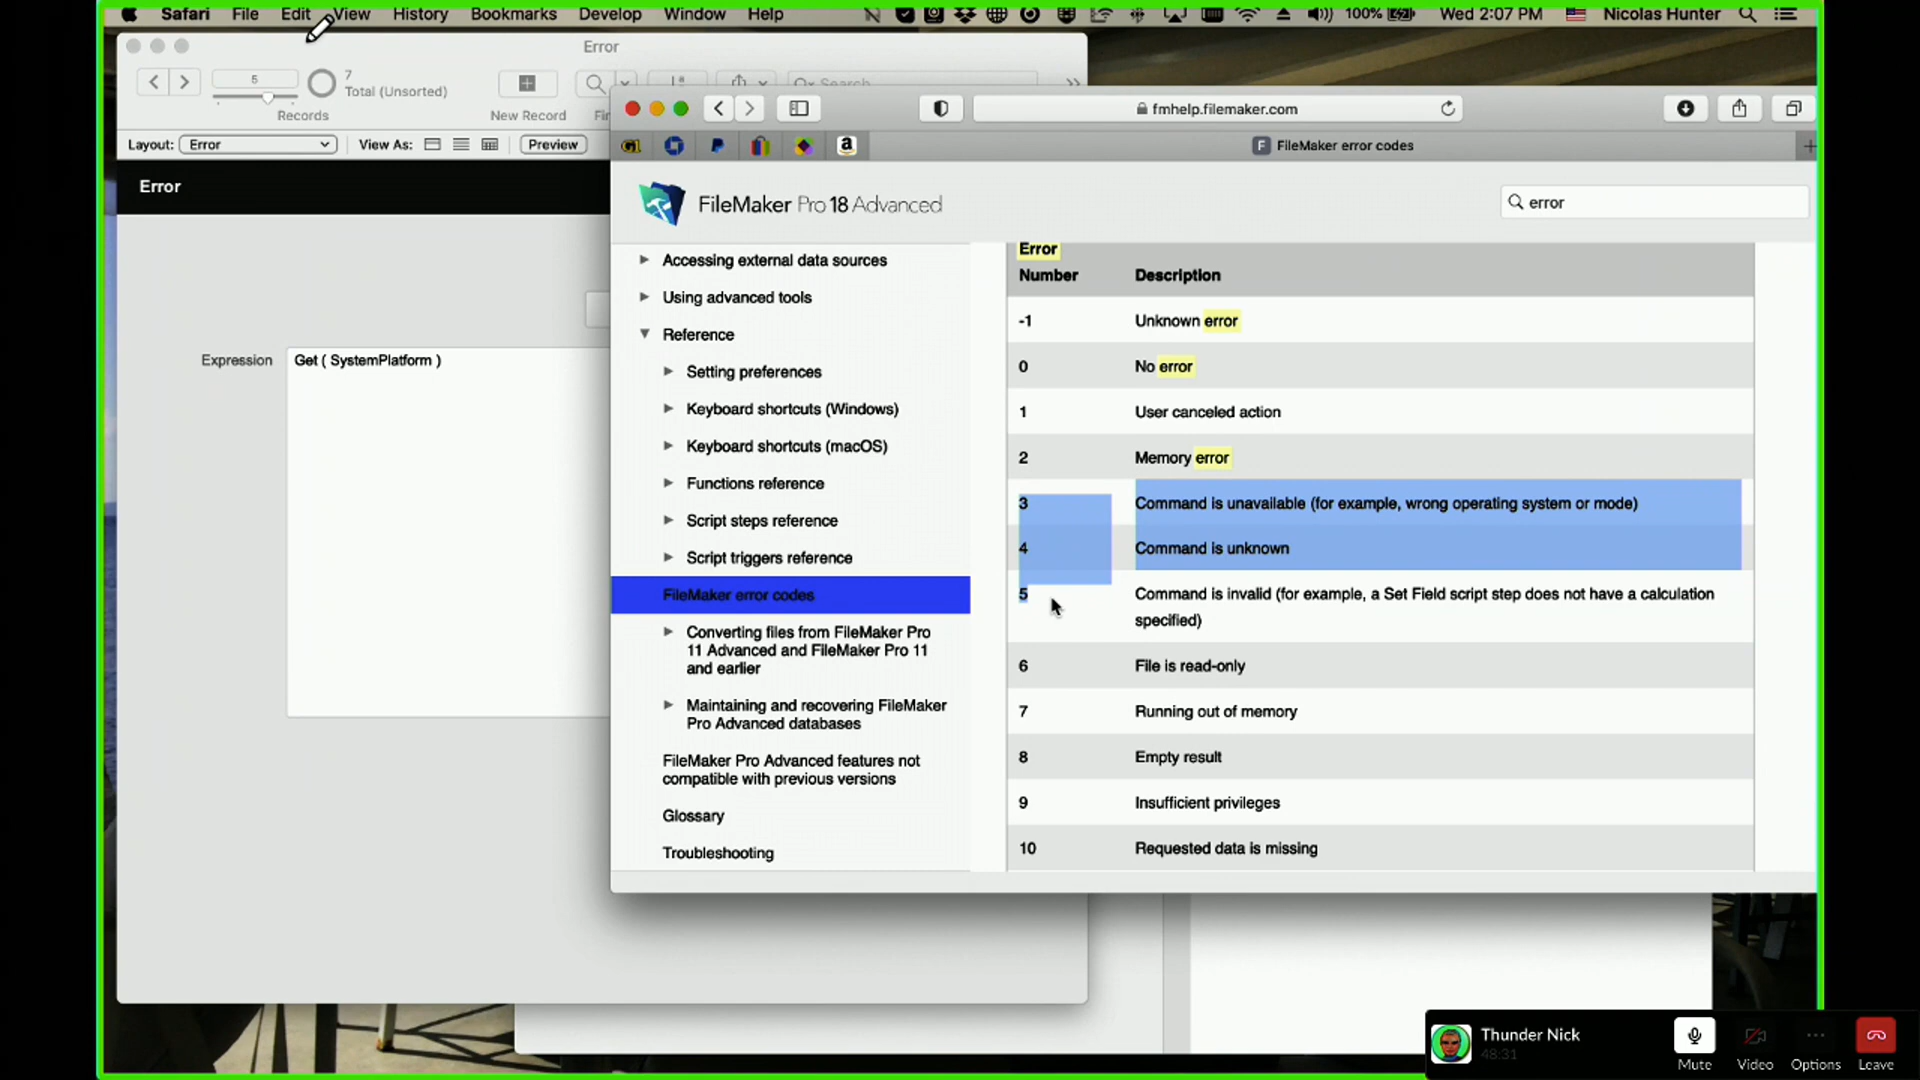 Safari File Edit View History Bookmarks Develop Window Help
100%
Wed 2:07 PM
Nicolas Hunter
Error
5
7
Total (Unsorted)
Records
New Record
Search
Layout: Error
View As:
Preview
Error
Expression
Get ( SystemPlatform )
fmhelp.filemaker.com
FileMaker error codes
FileMaker Pro 18 Advanced
error
Accessing external data sources
Using advanced tools
Reference
Setting preferences
Keyboard shortcuts (Windows)
Keyboard shortcuts (macOS)
Functions reference
Script steps reference
Script triggers reference
FileMaker error codes
Converting files from FileMaker Pro
11 Advanced and FileMaker Pro 11
and earlier
Maintaining and recovering FileMaker
Pro Advanced databases
FileMaker Pro Advanced features not
compatible with previous versions
Glossary
Troubleshooting
Error
Number Description
-1 Unknown error
0 No error
1 User canceled action
2 Memory error
3 Command is unavailable (for example, wrong operating system or mode)
4 Command is unknown
5 Command is invalid (for example, a Set Field script step does not have a calculation
specified)
6 File is read-only
7 Running out of memory
8 Empty result
9 Insufficient privileges
10 Requested data is missing
Thunder Nick
48:31
Mute
Video
Options
Leave